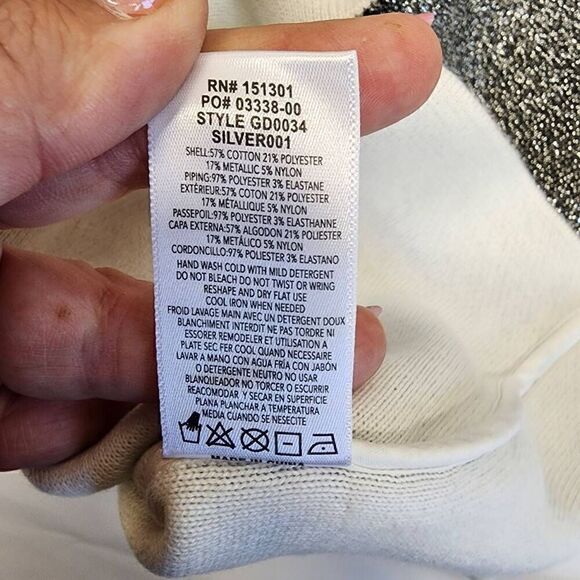 RN# 151301
PO# 03338-00
STYLE GD0034
SILVER001
SHELL:57% COTTON 21% POLYESTER
17% METALLIC 5% NYLON
PIPING:97% POLYESTER 3% ELASTANE
EXTÉRIEUR:57% COTON 21% POLYESTER
17% MÉTALLIQUE 5% NYLON
PASSEPOIL:97% POLYESTER 3% ELASTHANNE
CAPA EXTERNA:57% ALGODON 21% POLIESTER
17% METÁLICO 5% NYLON
CORDONCILLO:97% POLIESTER 3% ELASTANO
HAND WASH COLD WITH MILD DETERGENT
DO NOT BLEACH DO NOT TWIST OR WRING
RESHAPE AND DRY FLAT USE
COOL IRON WHEN NEEDED
FROID LAVAGE MAIN AVEC UN DETERGENT DOUX
BLANCHIMENT INTERDIT NE PAS TORDRE NI
ESSORER REMODELER ET UTILISATION A
PLATE SEC FER COOL QUAND NECESSAIRE
LAVAR A MANO CON AGUA FRÍA CON JABÓN
O DETERGENTE NEUTRO NO USAR
BLANQUEADOR NO TORCER O ESCURRIR
REACOMODAR Y SECAR EN SUPERFICIE
PLANA PLANCHAR A TEMPERATURA
MEDIA CUANDO SE NESECITE
MADE IN